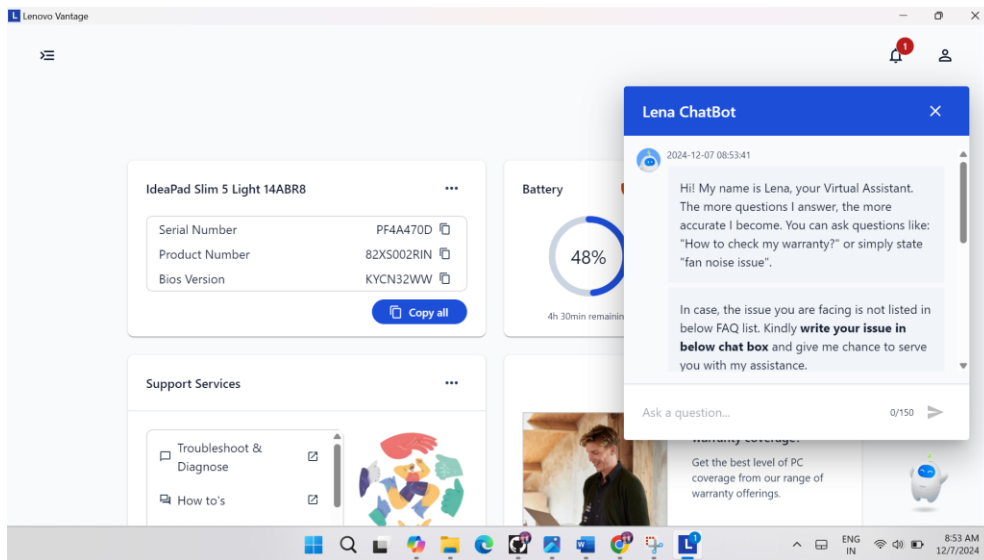 Lenovo Vantage
1
Lena ChatBot
2024-12-07 08:53:41
Hi! My name is Lena, your Virtual Assistant.
The more questions I answer, the more
accurate I become. You can ask questions like:
"How to check my warranty?" or simply state
"fan noise issue".
In case, the issue you are facing is not listed in
below FAQ list. Kindly write your issue in
below chat box and give me chance to serve
you with my assistance.
Ask a question...
0/150
IdeaPad Slim 5 Light 14ABR8
Serial Number PF4A470D
Product Number 82XS002RIN
Bios Version KYCN32WW
Copy all
Battery
48%
4h 30min remainin
Support Services
Troubleshoot &
Diagnose
How to's
warranty coverage?
Get the best level of PC
coverage from our range of
warranty offerings.
ENG
IN
8:53 AM
12/7/2024